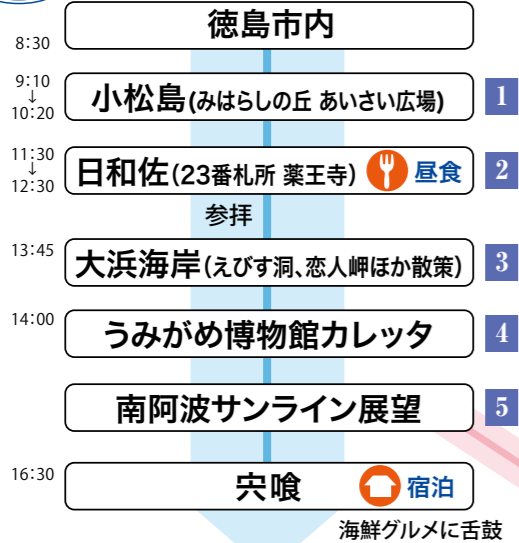 徳島市内
8:30
9:10
↓
10:20
小松島(みはらしの丘 あいさい広場)
1
11:30
↓
12:30
日和佐(23番札所 薬王寺)
昼食
2
参拝
13:45
大浜海岸(えびす洞、恋人岬ほか散策)
3
14:00
うみがめ博物館カレッタ
4
南阿波サンライン展望
5
16:30
宍喰
宿泊
海鮮グルメに舌鼓